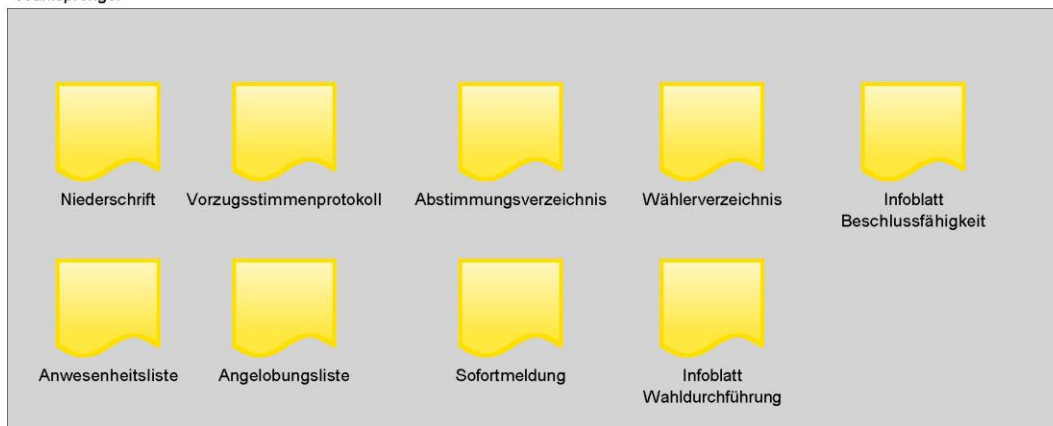 Niederschrift
Vorzugsstimmenprotokoll
Abstimmungsverzeichnis
Wählerverzeichnis
Infoblatt
Beschlussfähigkeit
Anwesenheitsliste
Angelobungsliste
Sofortmeldung
Infoblatt
Wahldurchführung